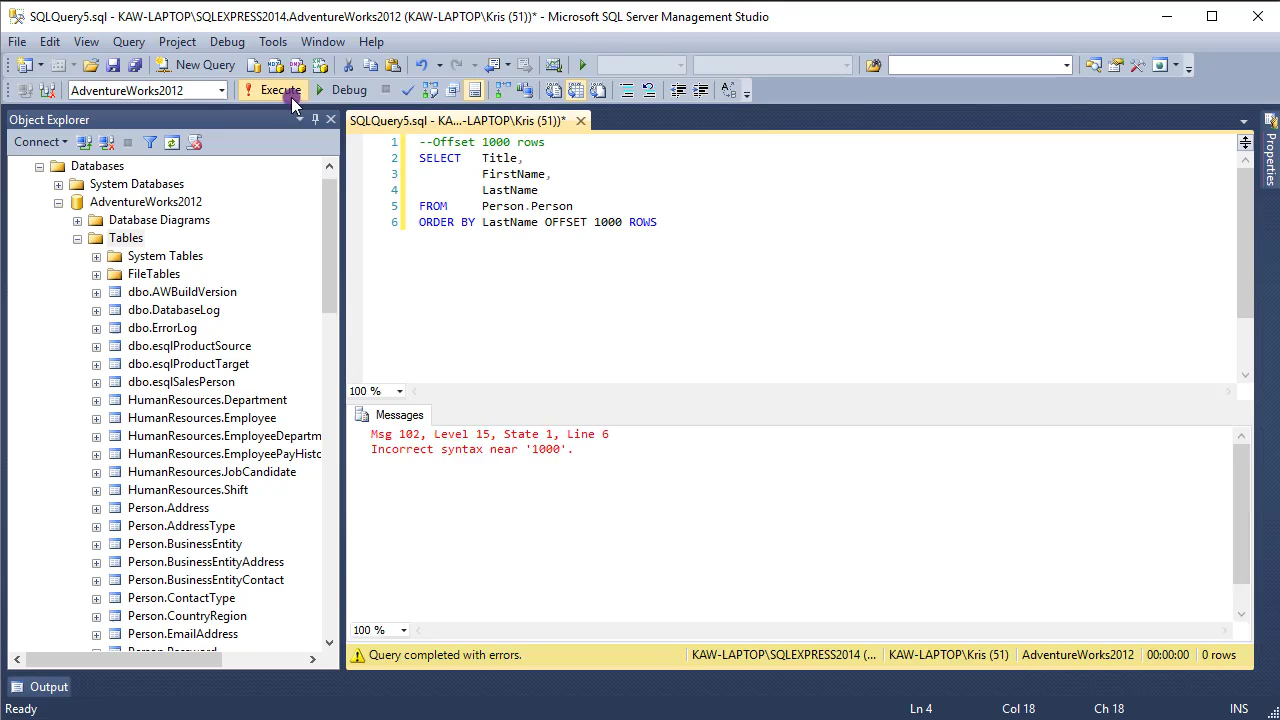 SQLQuery5.sql - KAW-LAPTOP\SQLEXPRESS2014.AdventureWorks2012 (KAW-LAPTOP\Kris (51))* - Microsoft SQL Server Management Studio
File Edit View Query Project Debug Tools Window Help
New Query
AdventureWorks2012 Execute Debug
Object Explorer
Connect
Databases
System Databases
AdventureWorks2012
Database Diagrams
Tables
System Tables
FileTables
dbo.AWBuildVersion
dbo.DatabaseLog
dbo.ErrorLog
dbo.esqlProductSource
dbo.esqlProductTarget
dbo.esqlSalesPerson
HumanResources.Department
HumanResources.Employee
HumanResources.EmployeeDepartm
HumanResources.EmployeePayHisto
HumanResources.JobCandidate
HumanResources.Shift
Person.Address
Person.AddressType
Person.BusinessEntity
Person.BusinessEntityAddress
Person.BusinessEntityContact
Person.ContactType
Person.CountryRegion
Person.EmailAddress
Person.Password
SQLQuery5.sql - KA...-LAPTOP\Kris (51))*
1 --Offset 1000 rows
2 SELECT Title,
3 FirstName,
4 LastName
5 FROM Person.Person
6 ORDER BY LastName OFFSET 1000 ROWS
100 %
Messages
Msg 102, Level 15, State 1, Line 6
Incorrect syntax near '1000'.
100 %
Query completed with errors. KAW-LAPTOP\SQLEXPRESS2014 (... KAW-LAPTOP\Kris (51) AdventureWorks2012 00:00:00 0 rows
Properties
Output
Ready Ln 4 Col 18 Ch 18 INS